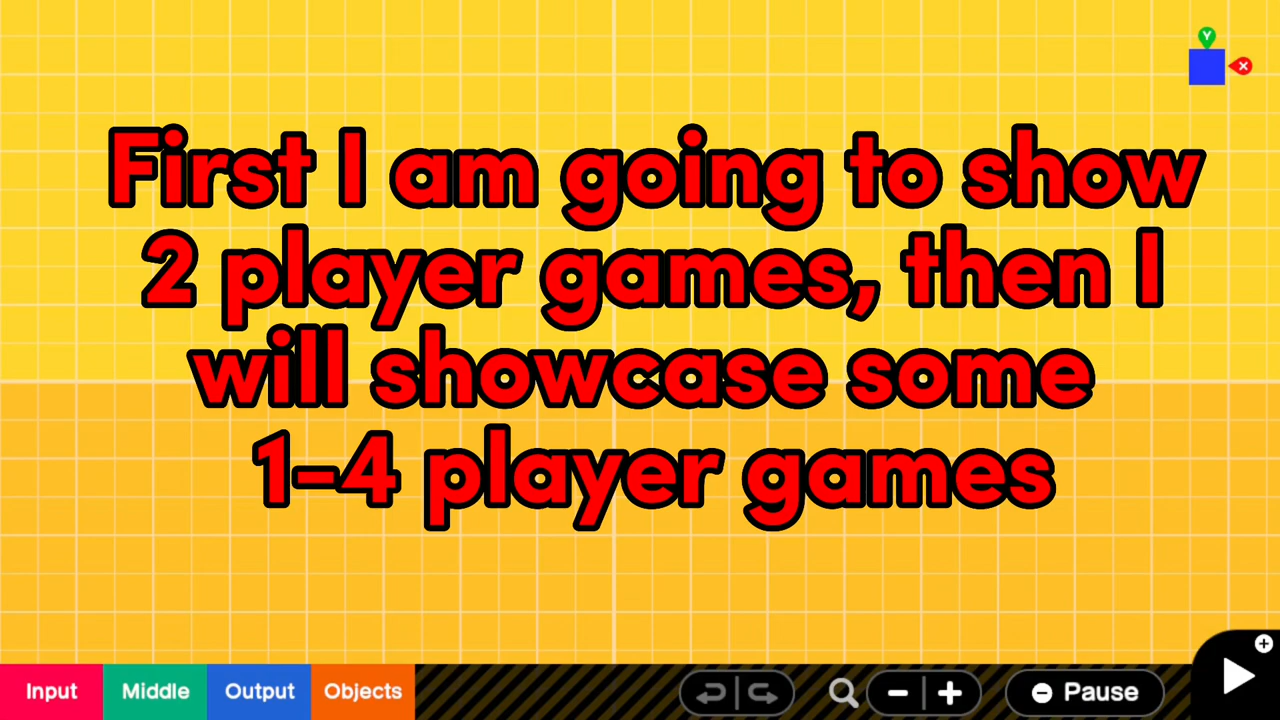 Y
X
First I am going to show
2 player games, then I
will showcase some
1-4 player games
Input Middle Output Objects Pause